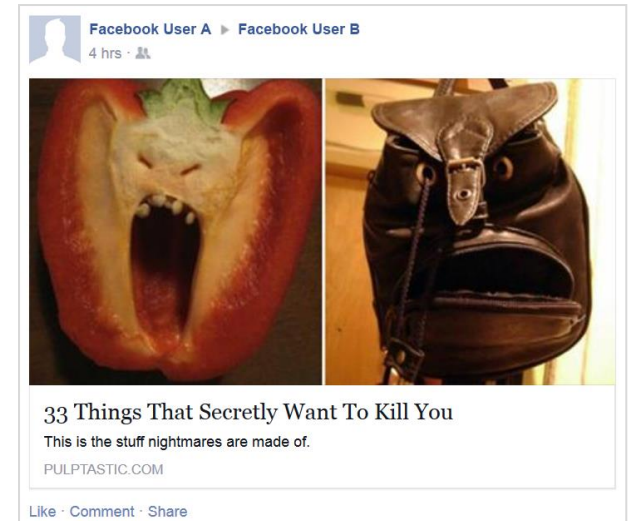 Facebook User A ▶ Facebook User B
4 hrs ·
33 Things That Secretly Want To Kill You
This is the stuff nightmares are made of.
PULPTASTIC.COM
Like · Comment · Share